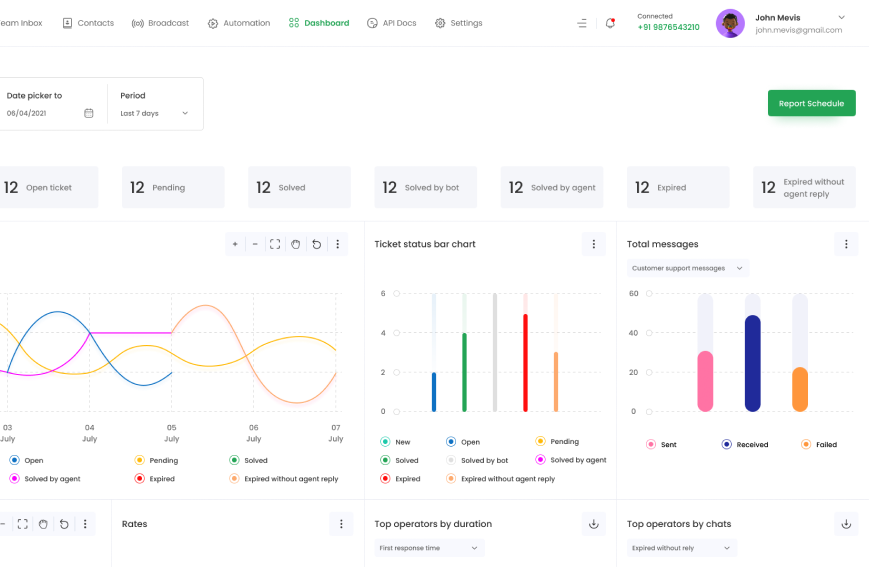 eam Inbox
Contacts
Broadcast
Automation
Dashboard
API Docs
Settings
Connected
+91 9876543210
John Mevis
john.mevis@gmail.com
Date picker to
06/04/2021
Period
Last 7 days
Report Schedule
12 Open ticket
12 Pending
12 Solved
12 Solved by bot
12 Solved by agent
12 Expired
12 Expired without
agent reply
03
July
04
July
05
July
06
July
07
July
Open
Pending
Solved
Solved by agent
Expired
Expired without agent reply
Ticket status bar chart
6
4
2
0
New
Open
Pending
Solved
Solved by bot
Solved by agent
Expired
Expired without agent reply
Total messages
Customer support messages
60
40
20
0
Sent
Received
Failed
Rates
Top operators by duration
First response time
Top operators by chats
Expired without rely